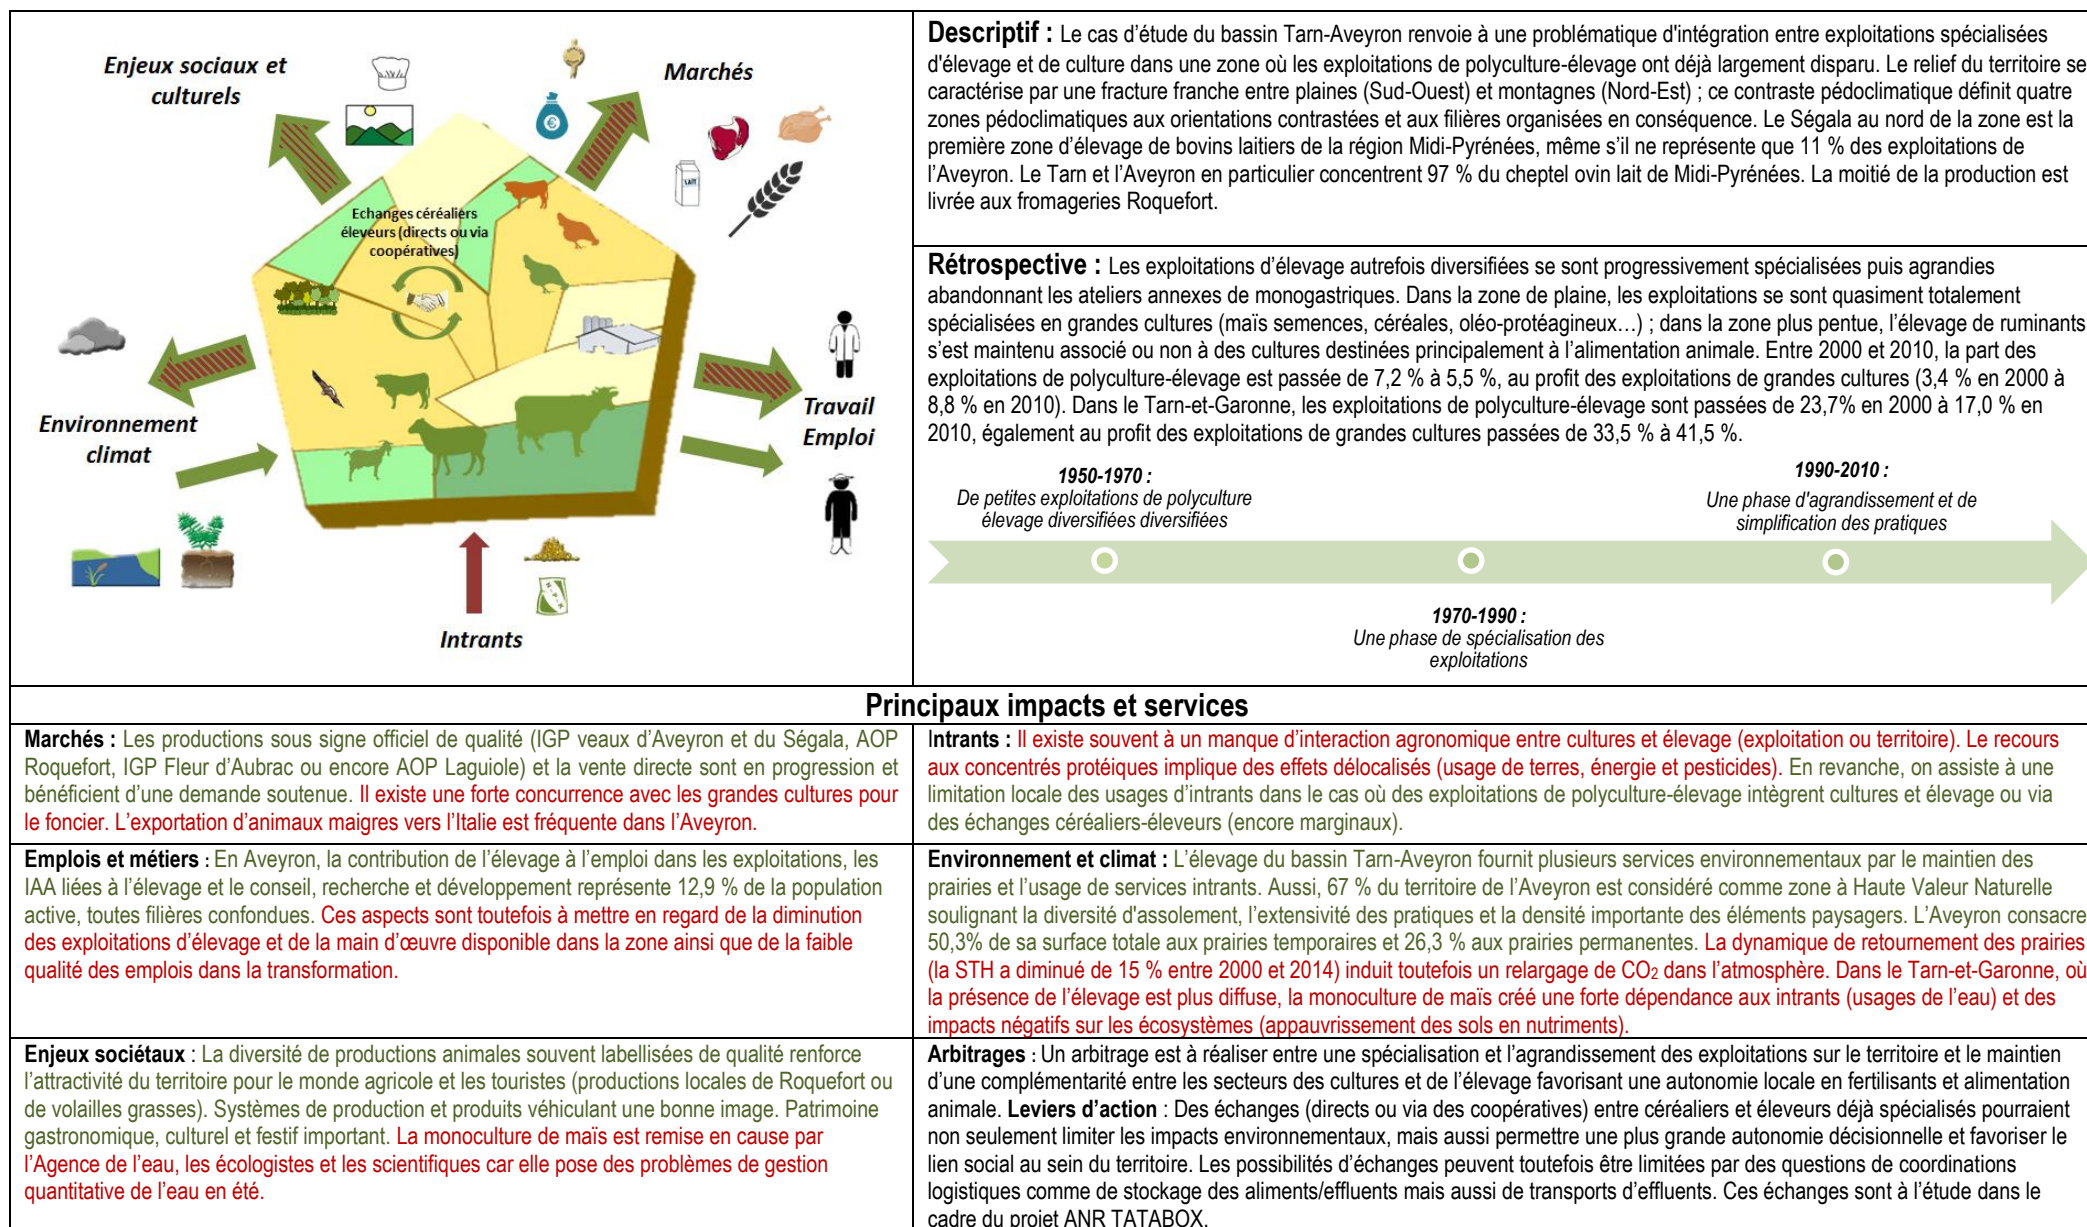 Enjeux sociaux et
culturels
Marchés
LAIT
Echanges céréaliers
éleveurs (directs ou via
coopératives)
Environnement
climat
Travail
Emploi
Intrants
Descriptif : Le cas d'étude du bassin Tarn-Aveyron renvoie à une problématique d'intégration entre exploitations spécialisées
d'élevage et de culture dans une zone où les exploitations de polyculture-élevage ont déjà largement disparu. Le relief du territoire se
caractérise par une fracture franche entre plaines (Sud-Ouest) et montagnes (Nord-Est) ; ce contraste pédoclimatique définit quatre
zones pédoclimatiques aux orientations contrastées et aux filières organisées en conséquence. Le Ségala au nord de la zone est la
première zone d'élevage de bovins laitiers de la région Midi-Pyrénées, même s'il ne représente que 11 % des exploitations de
l'Aveyron. Le Tarn et l'Aveyron en particulier concentrent 97 % du cheptel ovin lait de Midi-Pyrénées. La moitié de la production est
livrée aux fromageries Roquefort.
Rétrospective : Les exploitations d'élevage autrefois diversifiées se sont progressivement spécialisées puis agrandies
abandonnant les ateliers annexes de monogastriques. Dans la zone de plaine, les exploitations se sont quasiment totalement
spécialisées en grandes cultures (maïs semences, céréales, oléo-protéagineux…) ; dans la zone plus pentue, l'élevage de ruminants
s'est maintenu associé ou non à des cultures destinées principalement à l'alimentation animale. Entre 2000 et 2010, la part des
exploitations de polyculture-élevage est passée de 7,2 % à 5,5 %, au profit des exploitations de grandes cultures (3,4 % en 2000 à
8,8 % en 2010). Dans le Tarn-et-Garonne, les exploitations de polyculture-élevage sont passées de 23,7% en 2000 à 17,0 % en
2010, également au profit des exploitations de grandes cultures passées de 33,5 % à 41,5 %.
1950-1970 :
De petites exploitations de polyculture
élevage diversifiées diversifiées
1990-2010 :
Une phase d'agrandissement et de
simplification des pratiques
1970-1990 :
Une phase de spécialisation des
exploitations
Principaux impacts et services
Marchés : Les productions sous signe officiel de qualité (IGP veaux d'Aveyron et du Ségala, AOP
Roquefort, IGP Fleur d'Aubrac ou encore AOP Laguiole) et la vente directe sont en progression et
bénéficient d'une demande soutenue. Il existe une forte concurrence avec les grandes cultures pour
le foncier. L'exportation d'animaux maigres vers l'Italie est fréquente dans l'Aveyron.
Intrants : Il existe souvent à un manque d'interaction agronomique entre cultures et élevage (exploitation ou territoire). Le recours
aux concentrés protéiques implique des effets délocalisés (usage de terres, énergie et pesticides). En revanche, on assiste à une
limitation locale des usages d'intrants dans le cas où des exploitations de polyculture-élevage intègrent cultures et élevage ou via
des échanges céréaliers-éleveurs (encore marginaux).
Emplois et métiers : En Aveyron, la contribution de l'élevage à l'emploi dans les exploitations, les
IAA liées à l'élevage et le conseil, recherche et développement représente 12,9 % de la population
active, toutes filières confondues. Ces aspects sont toutefois à mettre en regard de la diminution
des exploitations d'élevage et de la main d'œuvre disponible dans la zone ainsi que de la faible
qualité des emplois dans la transformation.
Environnement et climat : L'élevage du bassin Tarn-Aveyron fournit plusieurs services environnementaux par le maintien des
prairies et l'usage de services intrants. Aussi, 67 % du territoire de l'Aveyron est considéré comme zone à Haute Valeur Naturelle
soulignant la diversité d'assolement, l'extensivité des pratiques et la densité importante des éléments paysagers. L'Aveyron consacre
50,3% de sa surface totale aux prairies temporaires et 26,3 % aux prairies permanentes. La dynamique de retournement des prairies
(la STH a diminué de 15 % entre 2000 et 2014) induit toutefois un relargage de CO2 dans l'atmosphère. Dans le Tarn-et-Garonne, où
la présence de l'élevage est plus diffuse, la monoculture de maïs créé une forte dépendance aux intrants (usages de l'eau) et des
impacts négatifs sur les écosystèmes (appauvrissement des sols en nutriments).
Enjeux sociétaux : La diversité de productions animales souvent labellisées de qualité renforce
l'attractivité du territoire pour le monde agricole et les touristes (productions locales de Roquefort ou
de volailles grasses). Systèmes de production et produits véhiculant une bonne image. Patrimoine
gastronomique, culturel et festif important. La monoculture de maïs est remise en cause par
l'Agence de l'eau, les écologistes et les scientifiques car elle pose des problèmes de gestion
quantitative de l'eau en été.
Arbitrages : Un arbitrage est à réaliser entre une spécialisation et l'agrandissement des exploitations sur le territoire et le maintien
d'une complémentarité entre les secteurs des cultures et de l'élevage favorisant une autonomie locale en fertilisants et alimentation
animale. Leviers d'action : Des échanges (directs ou via des coopératives) entre céréaliers et éleveurs déjà spécialisés pourraient
non seulement limiter les impacts environnementaux, mais aussi permettre une plus grande autonomie décisionnelle et favoriser le
lien social au sein du territoire. Les possibilités d'échanges peuvent toutefois être limitées par des questions de coordinations
logistiques comme de stockage des aliments/effluents mais aussi de transports d'effluents. Ces échanges sont à l'étude dans le
cadre du projet ANR TATABOX.